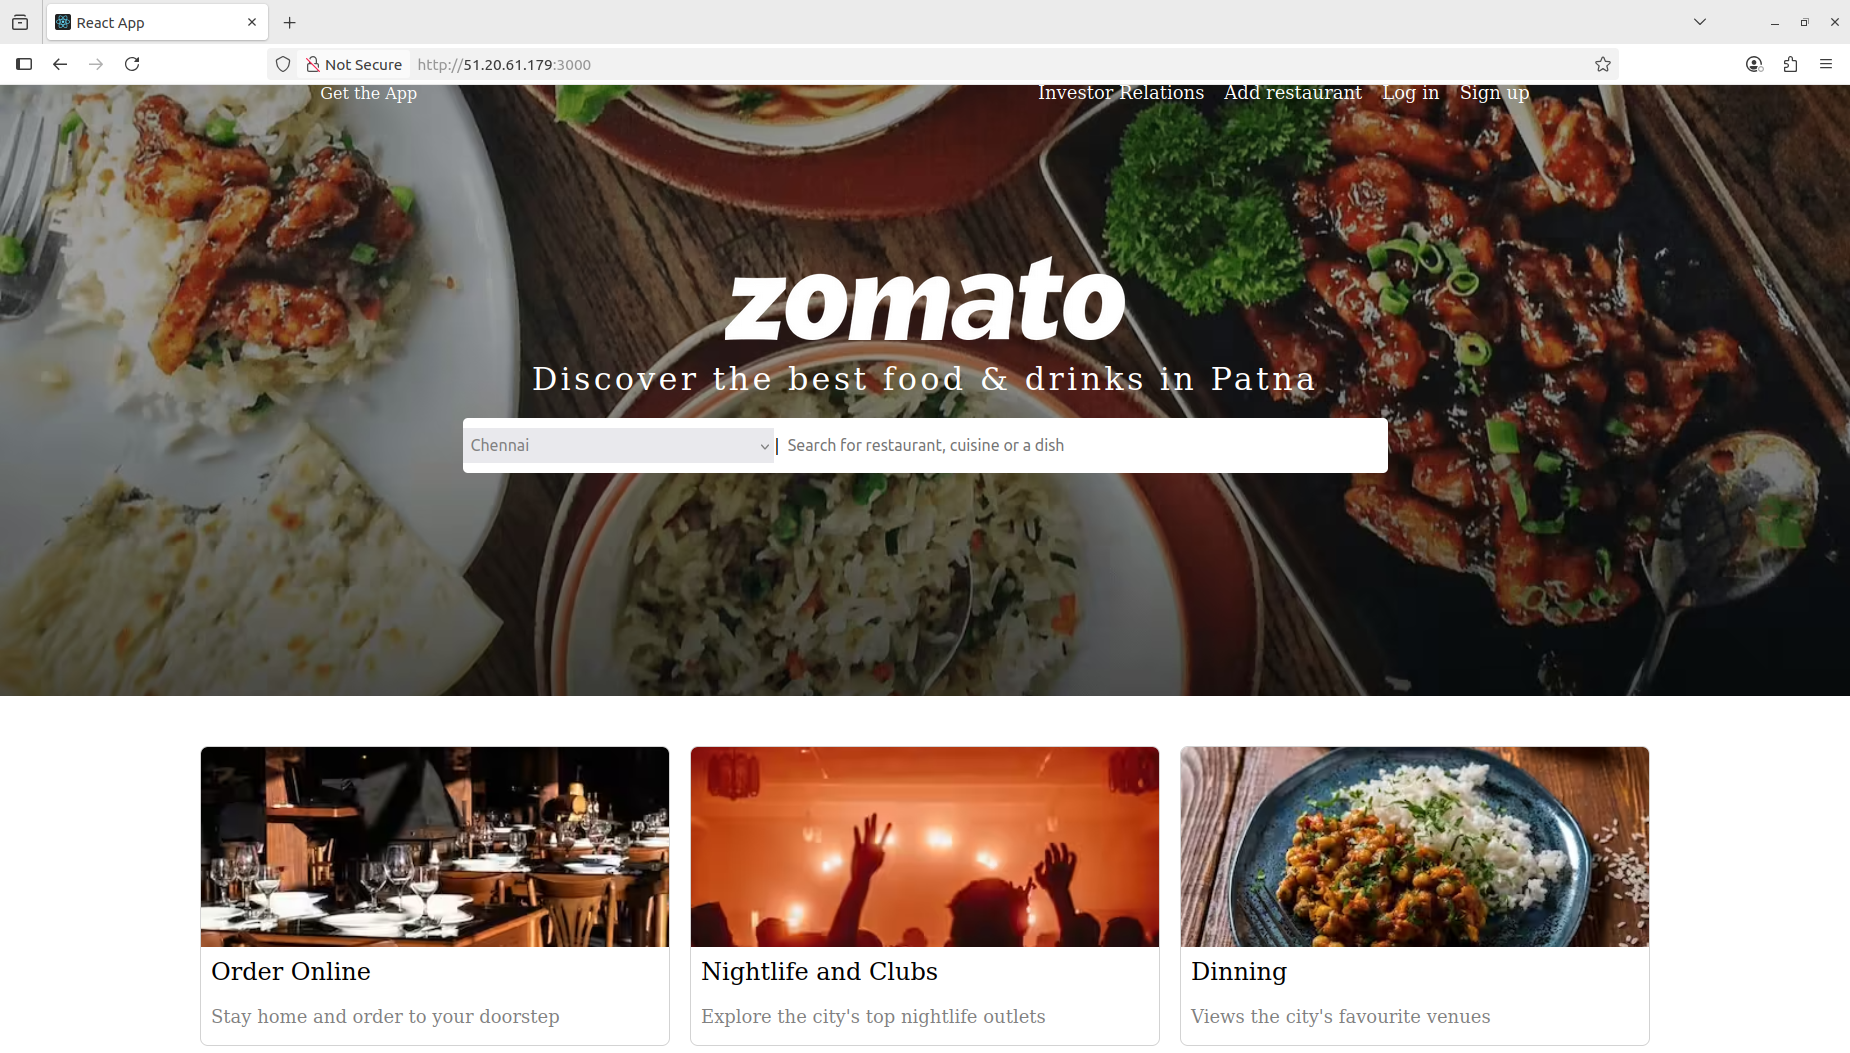 React App
Not Secure http://51.20.61.179:3000
Get the App Investor Relations Add restaurant Log in Sign up
zomato
Discover the best food & drinks in Patna
Chennai Search for restaurant, cuisine or a dish
Order Online
Stay home and order to your doorstep
Nightlife and Clubs
Explore the city's top nightlife outlets
Dinning
Views the city's favourite venues